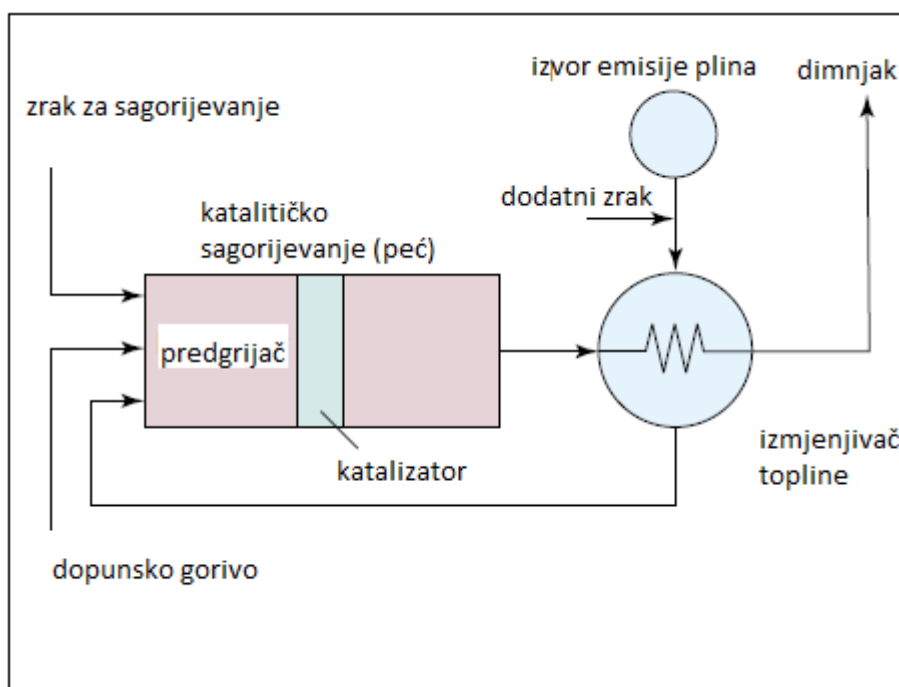 izvor emisije plina
dimnjak
zrak za sagorijevanje
dodatni zrak
katalitičko
sagorijevanje (peć)
predgrijač
katalizator
izmjenjivač
topline
dopunsko gorivo